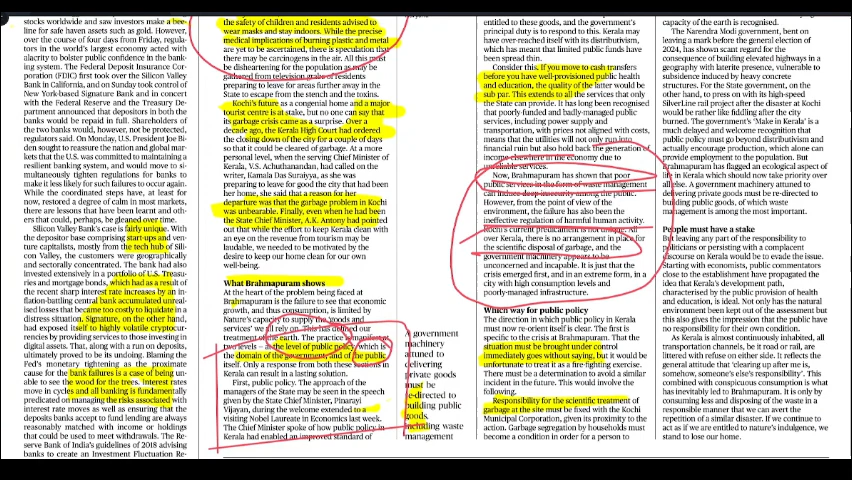 stocks worldwide and saw investors make a bee-
line for safe haven assets such as gold. However,
over the course of four days from Friday, regula-
tors in the world's largest economy acted with
alacrity to bolster public confidence in the bank-
ing system. The Federal Deposit Insurance Cor-
poration (FDIC) first took over the Silicon Valley
Bank in California, and on Sunday took control of
New York-based Signature Bank and in concert
with the Federal Reserve and the Treasury De-
partment announced that depositors in both the
banks would be repaid in full. Shareholders of
the two banks would, however, not be protected,
regulators said. On Monday, U.S. President Joe Bi-
den sought to reassure the nation and global mar-
kets that the U.S. was committed to maintaining a
resilient banking system, and would move to si-
multaneously tighten regulations for banks to
make it less likely for such failures to occur again.
While the coordinated steps have, at least for
now, restored a degree of calm in most markets,
there are lessons that have been learnt and oth-
ers that could, perhaps, be gleaned over time.
Silicon Valley Bank's case is fairly unique. With
the depositor base comprising start-ups and ven-
ture capitalists, mostly from the tech hub of Sili-
con Valley, the customers were geographically
and sectorally concentrated. The bank had also
invested extensively in a portfolio of U.S. Treasu-
ries and mortgage bonds, which had as a result of
the recent sharp interest rate increases by an in-
flation-battling central bank accumulated unreal-
ised losses that became too costly to liquidate in a
distress situation. Signature, on the other hand,
had exposed itself to highly volatile cryptocur-
rencies by providing services to those investing in
digital assets. That, along with a run on deposits,
ultimately proved to be its undoing. Blaming the
Fed's monetary tightening as the proximate
cause for the bank failures is a case of being un-
able to see the wood for the trees. Interest rates
move in cycles and all banking is fundamentally
predicated on managing the risks associated with
interest rate moves as well as ensuring that the
deposits banks accept to fund lending are always
reasonably matched with income or holdings
that could be used to meet withdrawals. The Re-
serve Bank of India's guidelines of 2018 advising
banks to create an Investment Fluctuation Re-
the safety of children and residents advised to
wear masks and stay indoors. While the precise
medical implications of burning plastic and metal
are yet to be ascertained, there is speculation that
there may be carcinogens in the air. All this must
be disheartening for the population as may be
gathered from television grabs of residents
preparing to leave for areas further away in the
State to escape from the stench and the toxins.
Kochi's future as a congenial home and a major
tourist centre is at stake, but no one can say that
its garbage crisis came as a surprise. Over a
decade ago, the Kerala High Court had ordered
the closing down of the city for a couple of days
so that it could be cleared of garbage. At a more
personal level, when the serving Chief Minister of
Kerala, V.S. Achuthanandan, had called on the
writer, Kamala Das Suraiyya, as she was
preparing to leave for good the city that had been
her home, she said that a reason for her
departure was that the garbage problem in Kochi
was unbearable. Finally, even when he had been
the State Chief Minister, A.K. Antony had pointed
out that while the effort to keep Kerala clean with
an eye on the revenue from tourism may be
laudable, we needed to be motivated by the
desire to keep our home clean for our own
well-being.
What Brahmapuram shows
At the heart of the problem being faced at
Brahmapuram is the failure to see that economic
growth, and thus consumption, is limited by
Nature's capacity to supply the 'goods and
services' we all rely on. This has defined our
treatment of the earth. The practice manifests at
two levels – at the level of public policy, which is
the domain of the government, and of the public
itself. Only a response from both these sections in
Kerala can result in a lasting solution.
First, public policy. The approach of the
managers of the State may be seen in the speech
given by the State Chief Minister, Pinarayi
Vijayan, during the welcome extended to a
visiting Nobel Laureate in Economics last week.
The Chief Minister spoke of how public policy in
Kerala had enabled an improved standard of
A government
machinery
attuned to
delivering
private goods
must be
re-directed to
building public
goods,
including waste
management
entitled to these goods, and the government's
principal duty is to respond to this. Kerala may
have over-reached itself via its distributivism,
which has meant that limited public funds have
been spread thin.
Consider this. If you move to cash transfers
before you have well-provisioned public health
and education, the quality of the latter would be
sub par. This extends to all the services that only
the State can provide. It has long been recognised
that poorly-funded and badly-managed public
services, including power supply and
transportation, with prices not aligned with costs,
means that the utilities will not only run into
financial ruin but also hold back the generation of
income elsewhere in the economy due to
unreliable services.
Now, Brahmapuram has shown that poor
public services in the form of waste management
can induce deep insecurity among the public.
However, from the point of view of the
environment, the failure has also been the
ineffective regulation of harmful human activity.
Kochi's current predicament is not unique. All
over Kerala, there is no arrangement in place for
the scientific disposal of garbage, and the
government machinery appears to be
unconcerned and incapable. It is just that the
crisis emerged first, and in an extreme form, in a
city with high consumption levels and
poorly-managed infrastructure.
Which way for public policy
The direction in which public policy in Kerala
must now re-orient itself is clear. The first is
specific to the crisis at Brahmapuram. That the
situation must be brought under control
immediately goes without saying, but it would be
unfortunate to treat it as a fire-fighting exercise.
There must be a determination to avoid a similar
incident in the future. This would involve the
following.
Responsibility for the scientific treatment of
garbage at the site must be fixed with the Kochi
Municipal Corporation, given its proximity to the
action. Garbage segregation by households must
become a condition in order for a person to
capacity of the earth is recognised.
The Narendra Modi government, bent on
leaving a mark before the general election of
2024, has shown scant regard for the
consequence of building elevated highways in a
geography with literate presence, vulnerable to
subsidence induced by heavy concrete
structures. For the State government, on the
other hand, to press on with its high-speed
SilverLine rail project after the disaster at Kochi
would be rather like fiddling after the city
burned. The government's 'Make in Kerala' is a
much delayed and welcome recognition that
public policy must go beyond distributivism and
actually encourage production, which alone can
provide employment to the population. But
Brahmapuram has flagged an ecological aspect of
life in Kerala which should now take priority over
all else. A government machinery attuned to
delivering private goods must be re-directed to
building public goods, of which waste
management is among the most important.
People must have a stake
But leaving any part of the responsibility to
politicians or persisting with a complacent
discourse on Kerala would be to evade the issue.
Starting with economists, public commentators
close to the establishment have propagated the
idea that Kerala's development path,
characterised by the public provision of health
and education, is ideal. Not only has the natural
environment been kept out of the discourse but
this also gives the impression that the public have
no responsibility for their own condition.
As Kerala is almost continuously inhabited, all
transportation channels, be it road or rail, are
littered with refuse on either side. It reflects the
general attitude that 'clearing up after me is,
somehow, someone's else's responsibility'. This
combined with conspicuous consumption is what
has inevitably led to Brahmapuram. It is only by
consuming less and disposing of the waste in a
responsible manner that we can avert the
repetition of a similar disaster. If we continue to
act as if we are entitled to nature's indulgence, we
stand to lose our home.